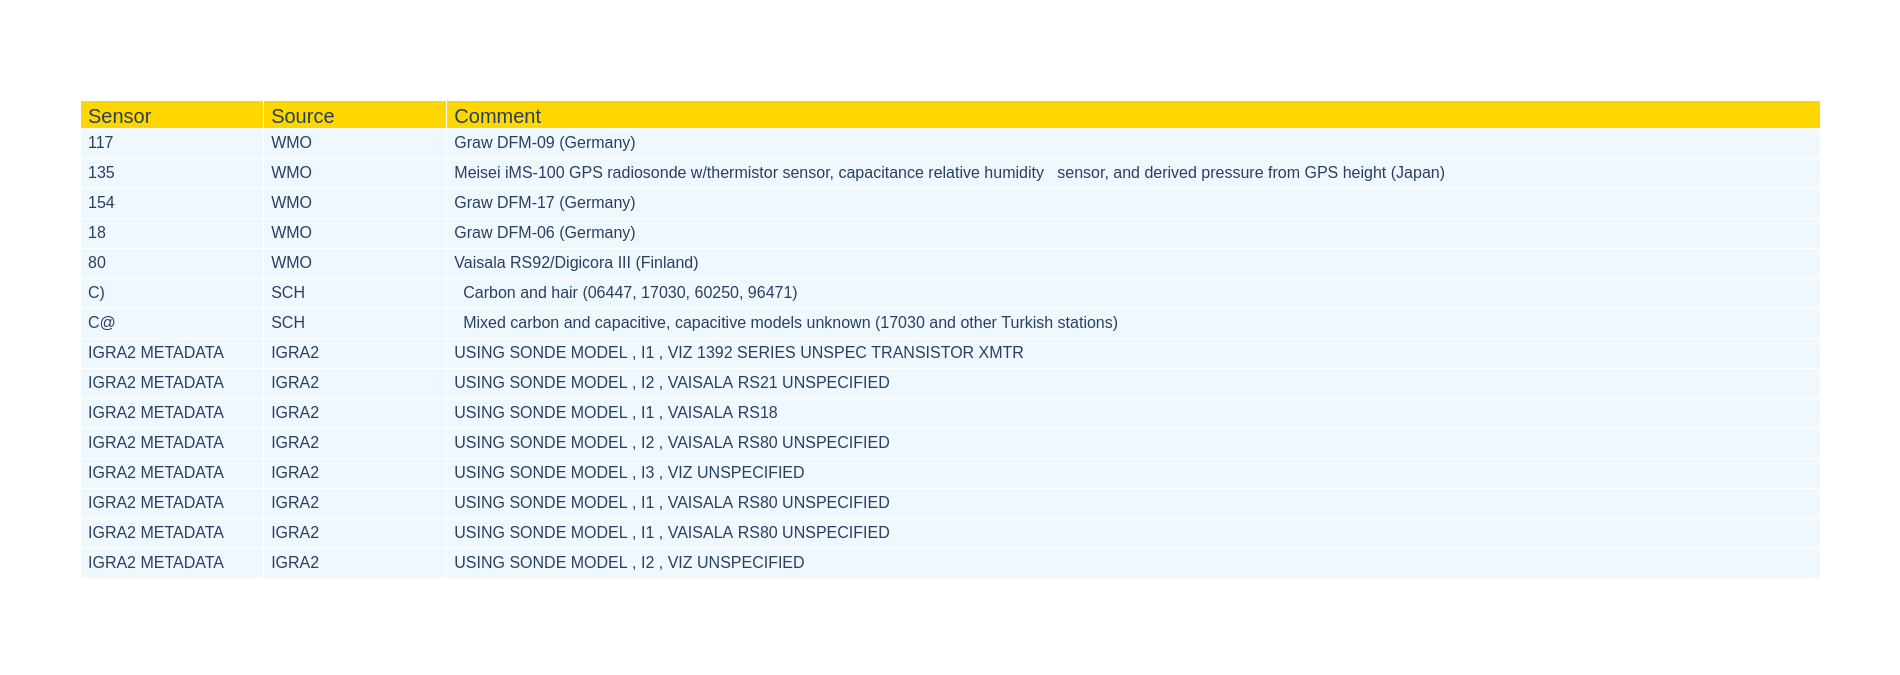 Sensor Source Comment
117 WMO Graw DFM-09 (Germany)
135 WMO Meisei iMS-100 GPS radiosonde w/thermistor sensor, capacitance relative humidity   sensor, and derived pressure from GPS height (Japan)
154 WMO Graw DFM-17 (Germany)
18 WMO Graw DFM-06 (Germany)
80 WMO Vaisala RS92/Digicora III (Finland)
C) SCH Carbon and hair (06447, 17030, 60250, 96471)
C@ SCH Mixed carbon and capacitive, capacitive models unknown (17030 and other Turkish stations)
IGRA2 METADATA IGRA2 USING SONDE MODEL , I1 , VIZ 1392 SERIES UNSPEC TRANSISTOR XMTR
IGRA2 METADATA IGRA2 USING SONDE MODEL , I2 , VAISALA RS21 UNSPECIFIED
IGRA2 METADATA IGRA2 USING SONDE MODEL , I1 , VAISALA RS18
IGRA2 METADATA IGRA2 USING SONDE MODEL , I2 , VAISALA RS80 UNSPECIFIED
IGRA2 METADATA IGRA2 USING SONDE MODEL , I3 , VIZ UNSPECIFIED
IGRA2 METADATA IGRA2 USING SONDE MODEL , I1 , VAISALA RS80 UNSPECIFIED
IGRA2 METADATA IGRA2 USING SONDE MODEL , I1 , VAISALA RS80 UNSPECIFIED
IGRA2 METADATA IGRA2 USING SONDE MODEL , I2 , VIZ UNSPECIFIED